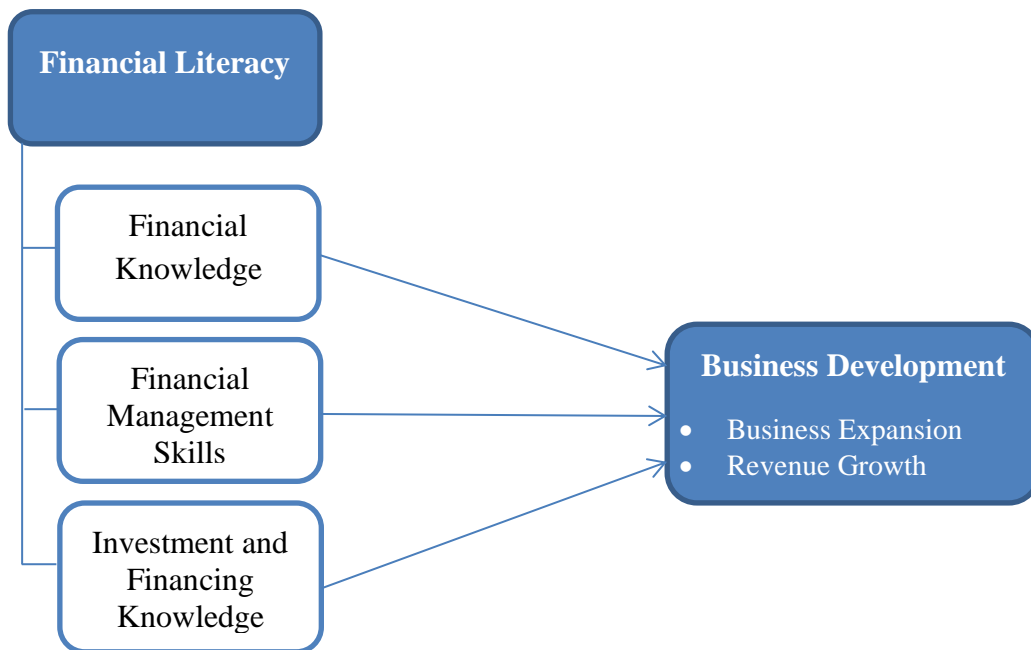 Financial Literacy
Financial
Knowledge
Financial
Management
Skills
Investment and
Financing
Knowledge
Business Development
• Business Expansion
• Revenue Growth